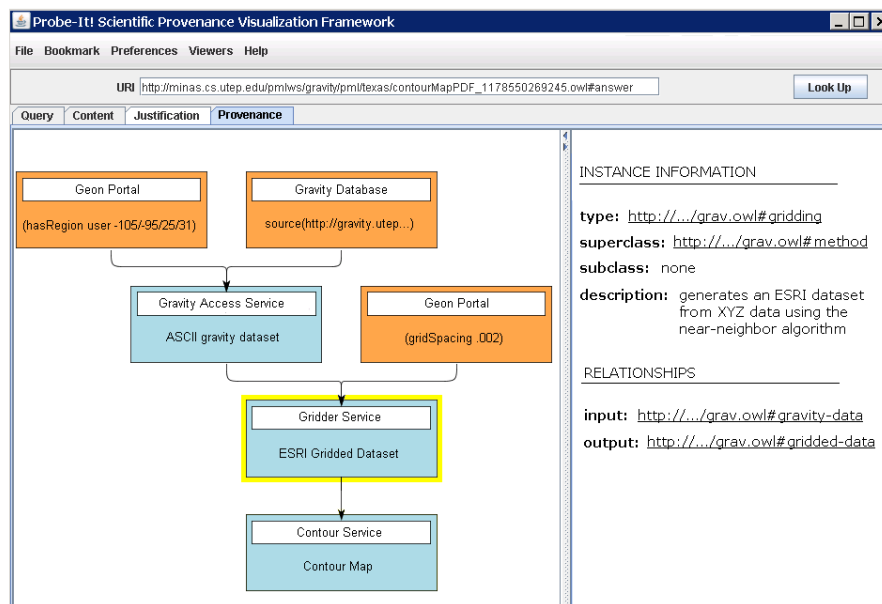 Probe-It! Scientific Provenance Visualization Framework
File Bookmark Preferences Viewers Help
URI http://minas.cs.utep.edu/pmlws/gravity/pml/texas/contourMapPDF_1178550269245.owl#answer Look Up
Query Content Justification Provenance
Geon Portal
(hasRegion user -105/-95/25/31)
Gravity Database
source(http://gravity.utep...)
Gravity Access Service
ASCII gravity dataset
Geon Portal
(gridSpacing .002)
Gridder Service
ESRI Gridded Dataset
Contour Service
Contour Map
INSTANCE INFORMATION
type: http://.../grav.owl#gridding
superclass: http://.../grav.owl#method
subclass: none
description: generates an ESRI dataset
from XYZ data using the
near-neighbor algorithm
RELATIONSHIPS
input: http://.../grav.owl#gravity-data
output: http://.../grav.owl#gridded-data